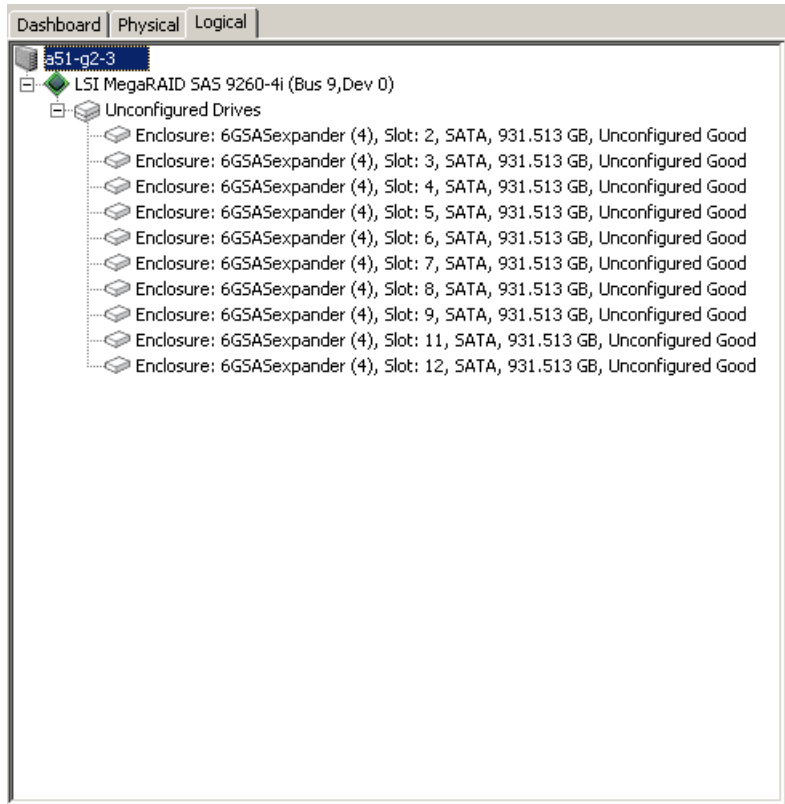 Dashboard Physical Logical
a51-g2-3
LSI MegaRAID SAS 9260-4i (Bus 9,Dev 0)
Unconfigured Drives
Enclosure: 6GSASexpander (4), Slot: 2, SATA, 931.513 GB, Unconfigured Good
Enclosure: 6GSASexpander (4), Slot: 3, SATA, 931.513 GB, Unconfigured Good
Enclosure: 6GSASexpander (4), Slot: 4, SATA, 931.513 GB, Unconfigured Good
Enclosure: 6GSASexpander (4), Slot: 5, SATA, 931.513 GB, Unconfigured Good
Enclosure: 6GSASexpander (4), Slot: 6, SATA, 931.513 GB, Unconfigured Good
Enclosure: 6GSASexpander (4), Slot: 7, SATA, 931.513 GB, Unconfigured Good
Enclosure: 6GSASexpander (4), Slot: 8, SATA, 931.513 GB, Unconfigured Good
Enclosure: 6GSASexpander (4), Slot: 9, SATA, 931.513 GB, Unconfigured Good
Enclosure: 6GSASexpander (4), Slot: 11, SATA, 931.513 GB, Unconfigured Good
Enclosure: 6GSASexpander (4), Slot: 12, SATA, 931.513 GB, Unconfigured Good